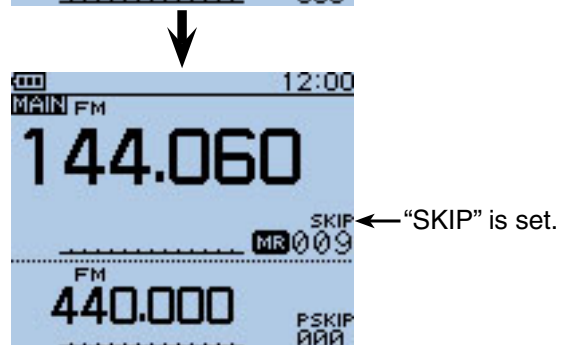 12:00
MAIN FM
144.060
SKIP
MR 009
“SKIP” is set.
FM
440.000
PSKIP
000